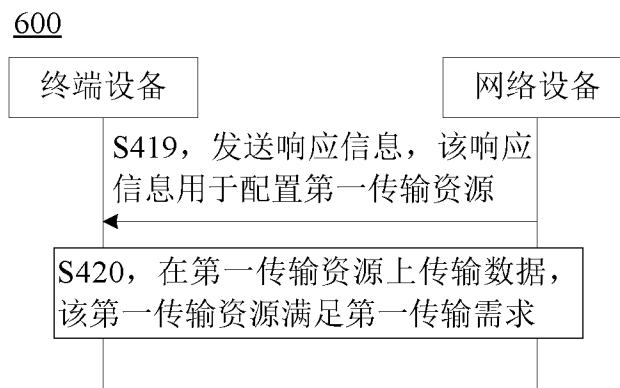 600
终端设备
网络设备
S419，发送响应信息，该响应
信息用于配置第一传输资源
S420，在第一传输资源上传输数据，
该第一传输资源满足第一传输需求